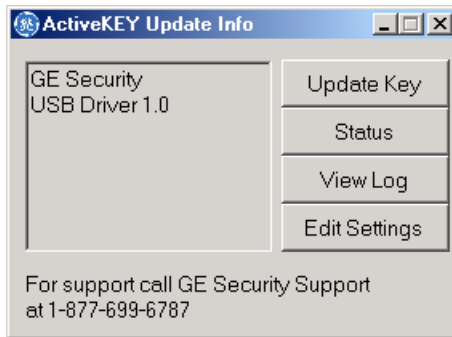 ActiveKEY Update Info
GE Security
USB Driver 1.0
Update Key
Status
View Log
Edit Settings
For support call GE Security Support
at 1-877-699-6787